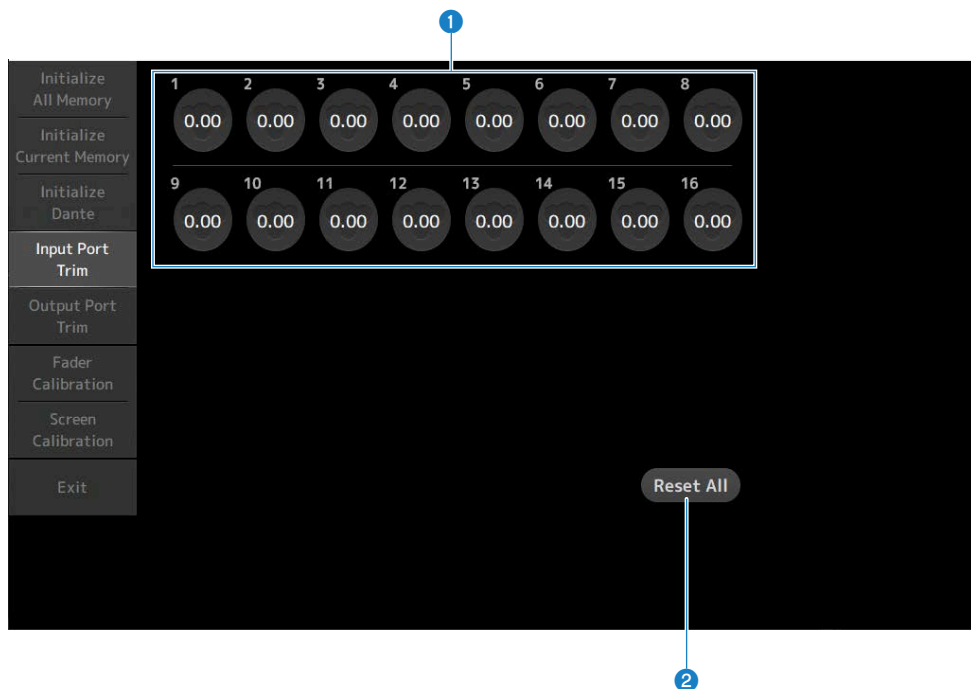 1
Initialize
All Memory
Initialize
Current Memory
Initialize
Dante
Input Port
Trim
Output Port
Trim
Fader
Calibration
Screen
Calibration
Exit
1 2 3 4 5 6 7 8
0.00 0.00 0.00 0.00 0.00 0.00 0.00 0.00
9 10 11 12 13 14 15 16
0.00 0.00 0.00 0.00 0.00 0.00 0.00 0.00
Reset All
2